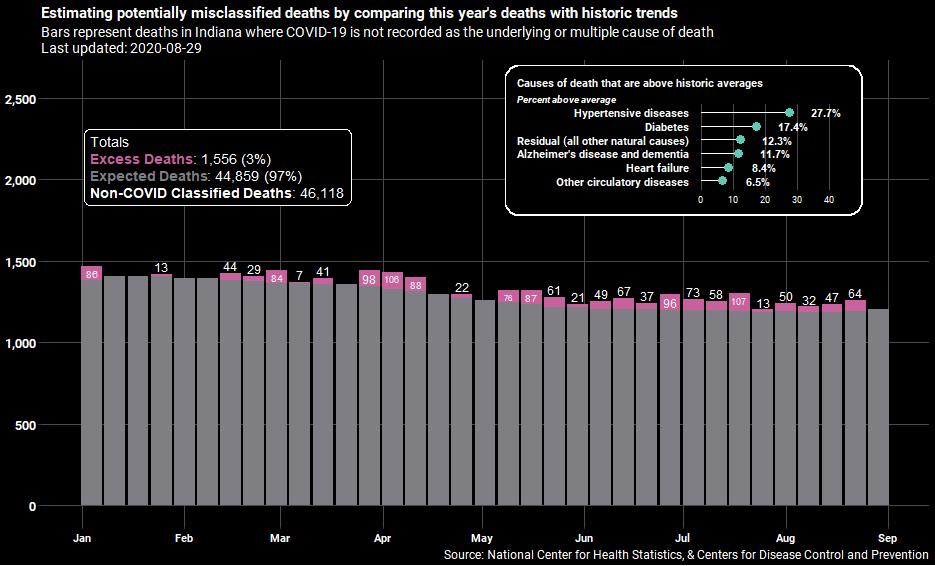 Estimating potentially misclassified deaths by comparing this year's deaths with historic trends
Bars represent deaths in Indiana where COVID-19 is not recorded as the underlying or multiple cause of death
Last updated: 2020-08-29
Causes of death that are above historic averages
Percent above average
Hypertensive diseases 27.7%
Diabetes 17.4%
Residual (all other natural causes) 12.3%
Alzheimer's disease and dementia 11.7%
Heart failure 8.4%
Other circulatory diseases 6.5%
0 10 20 30 40
Totals
Excess Deaths: 1,556 (3%)
Expected Deaths: 44,859 (97%)
Non-COVID Classified Deaths: 46,118
2,500
2,000
1,500
1,000
500
0
86 13 44 29 84 7 41 98 106 88 22 76 87 61 21 49 67 37 96 73 58 107 13 50 32 47 64
Jan Feb Mar Apr May Jun Jul Aug Sep
Source: National Center for Health Statistics, & Centers for Disease Control and Prevention